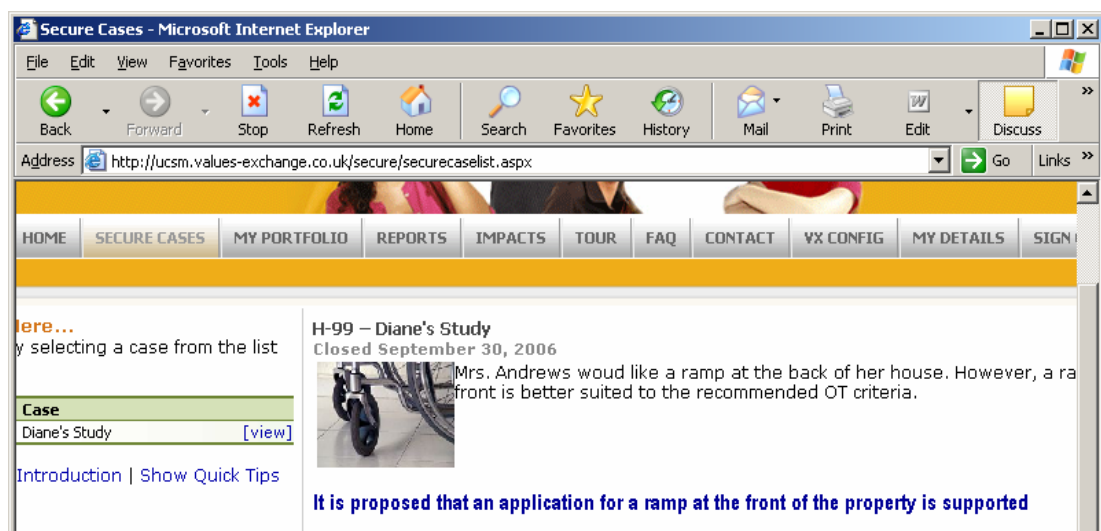 Secure Cases - Microsoft Internet Explorer
File Edit View Favorites Tools Help
Back Forward Stop Refresh Home Search Favorites History Mail Print Edit Discuss »
Address http://ucsm.values-exchange.co.uk/secure/securecaselist.aspx Go Links »
HOME SECURE CASES MY PORTFOLIO REPORTS IMPACTS TOUR FAQ CONTACT VX CONFIG MY DETAILS SIGN
lere...
y selecting a case from the list
Case
Diane's Study [view]
Introduction | Show Quick Tips
H-99 – Diane's Study
Closed September 30, 2006
Mrs. Andrews woud like a ramp at the back of her house. However, a ra
front is better suited to the recommended OT criteria.
It is proposed that an application for a ramp at the front of the property is supported